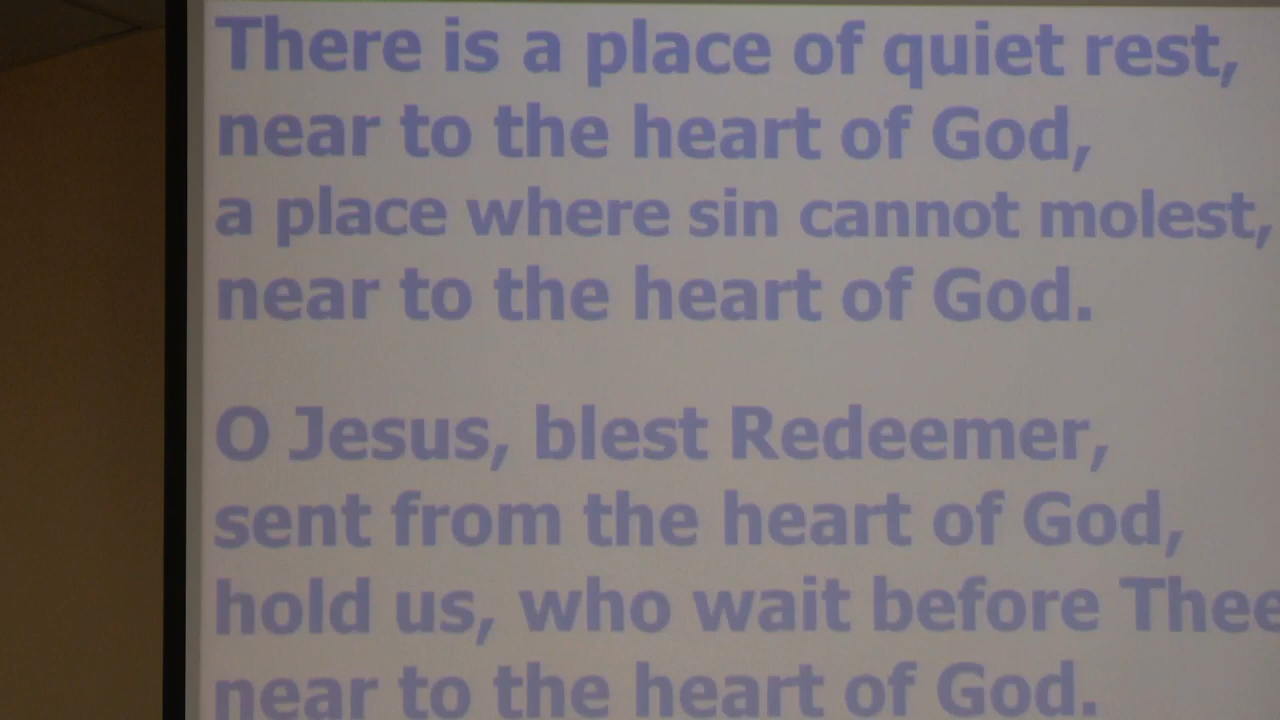 There is a place of quiet rest,
near to the heart of God,
a place where sin cannot molest,
near to the heart of God.
O Jesus, blest Redeemer,
sent from the heart of God,
hold us, who wait before Thee
near to the heart of God.